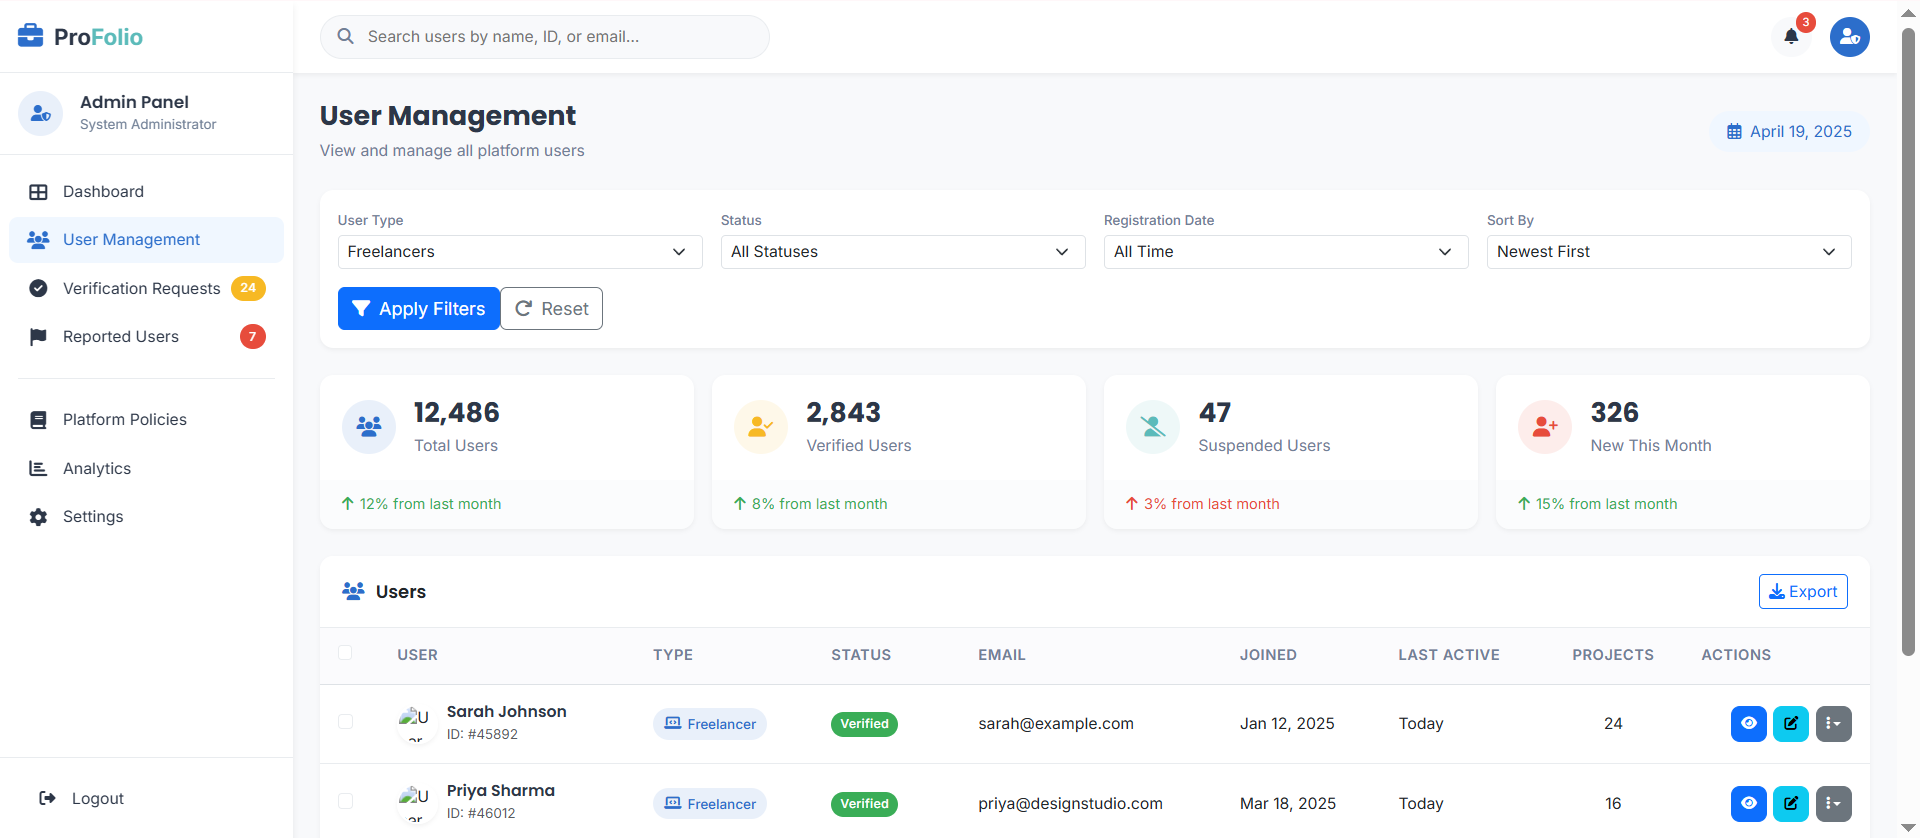 ProFolio
Search users by name, ID, or email...
3
Admin Panel
System Administrator
Dashboard
User Management
Verification Requests 24
Reported Users 7
Platform Policies
Analytics
Settings
Logout
User Management
View and manage all platform users
April 19, 2025
User Type Status Registration Date Sort By
Freelancers All Statuses All Time Newest First
Apply Filters Reset
12,486
Total Users
12% from last month
2,843
Verified Users
8% from last month
47
Suspended Users
3% from last month
326
New This Month
15% from last month
Users Export
USER TYPE STATUS EMAIL JOINED LAST ACTIVE PROJECTS ACTIONS
Sarah Johnson
ID: #45892
Freelancer Verified sarah@example.com Jan 12, 2025 Today 24
Priya Sharma
ID: #46012
Freelancer Verified priya@designstudio.com Mar 18, 2025 Today 16